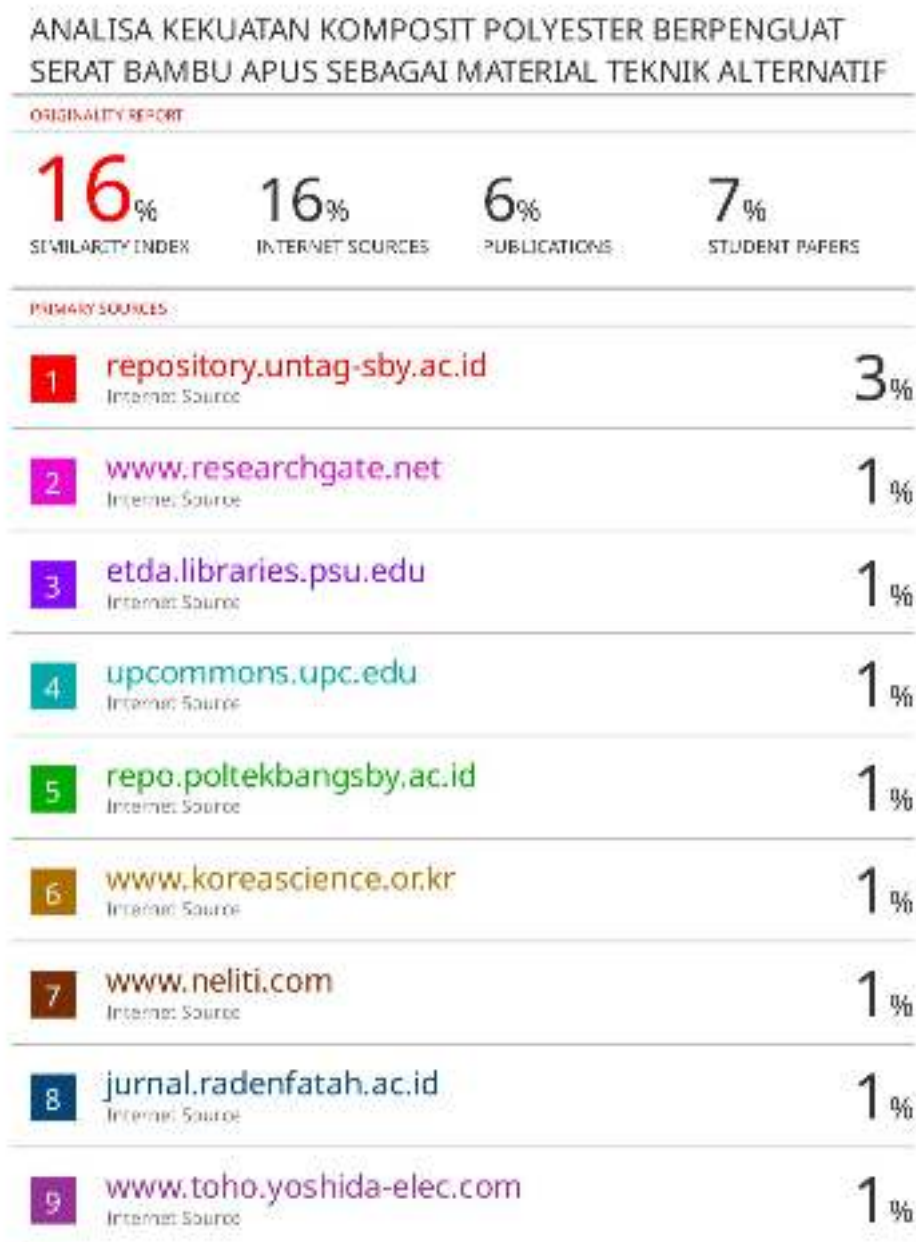 ANALISA KEKUATAN KOMPOSIT POLYESTER BERPENGUAT
SERAT BAMBU APUS SEBAGAI MATERIAL TEKNIK ALTERNATIF
ORIGINALITY REPORT
16% 16% 6% 7%
SIMILARITY INDEX INTERNET SOURCES PUBLICATIONS STUDENT PAPERS
PRIMARY SOURCES
1 repository.untag-sby.ac.id 3%
Internet Source
2 www.researchgate.net 1%
Internet Source
3 etda.libraries.psu.edu 1%
Internet Source
4 upcommons.upc.edu 1%
Internet Source
5 repo.poltekbangsby.ac.id 1%
Internet Source
6 www.koreascience.or.kr 1%
Internet Source
7 www.neliti.com 1%
Internet Source
8 jurnal.radenfatah.ac.id 1%
Internet Source
9 www.toho.yoshida-elec.com 1%
Internet Source